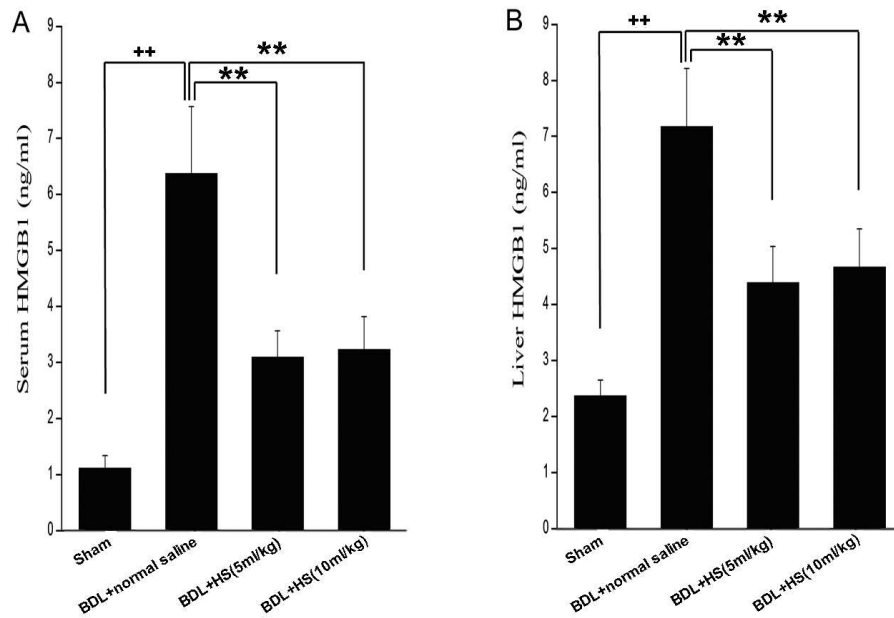 A
Serum HMGB1 (ng/ml)
9
8
7
6
5
4
3
2
1
0
++
**
**
Sham
BDL+normal saline
BDL+HS(5ml/kg)
BDL+HS(10ml/kg)
B
Liver HMGB1 (ng/ml)
9
8
7
6
5
4
3
2
1
0
++
**
**
Sham
BDL+normal saline
BDL+HS(5ml/kg)
BDL+HS(10ml/kg)